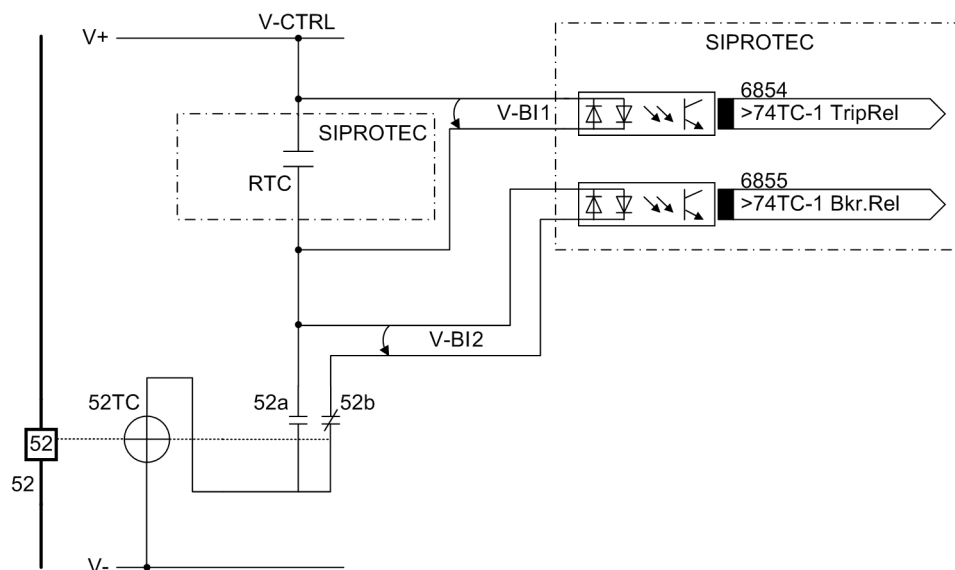 V-CTRL
V+
SIPROTEC
6854
V-BI1
>74TC-1 TripRel
SIPROTEC
RTC
6855
>74TC-1 Bkr.Rel
V-BI2
52TC
52a
52b
52
52
V-